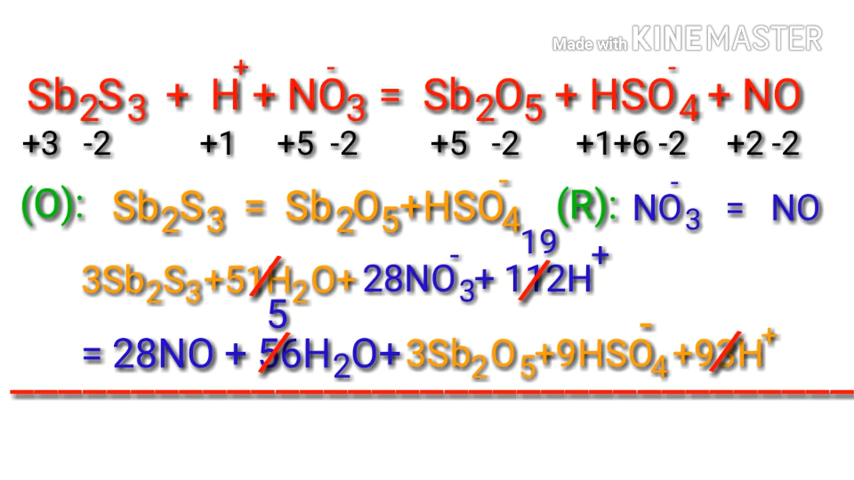 Made with KINEMASTER
Sb₂S₃ + H⁺ + NO₃⁻ = Sb₂O₅ + HSO₄⁻ + NO
+3 -2 +1 +5 -2 +5 -2 +1+6 -2 +2 -2
(O): Sb₂S₃ = Sb₂O₅+HSO₄⁻ (R): NO₃⁻ = NO
19
3Sb₂S₃+51H₂O+28NO₃⁻+ 112H⁺
5
= 28NO + 56H₂O+3Sb₂O₅+9HSO₄⁻+93H⁺